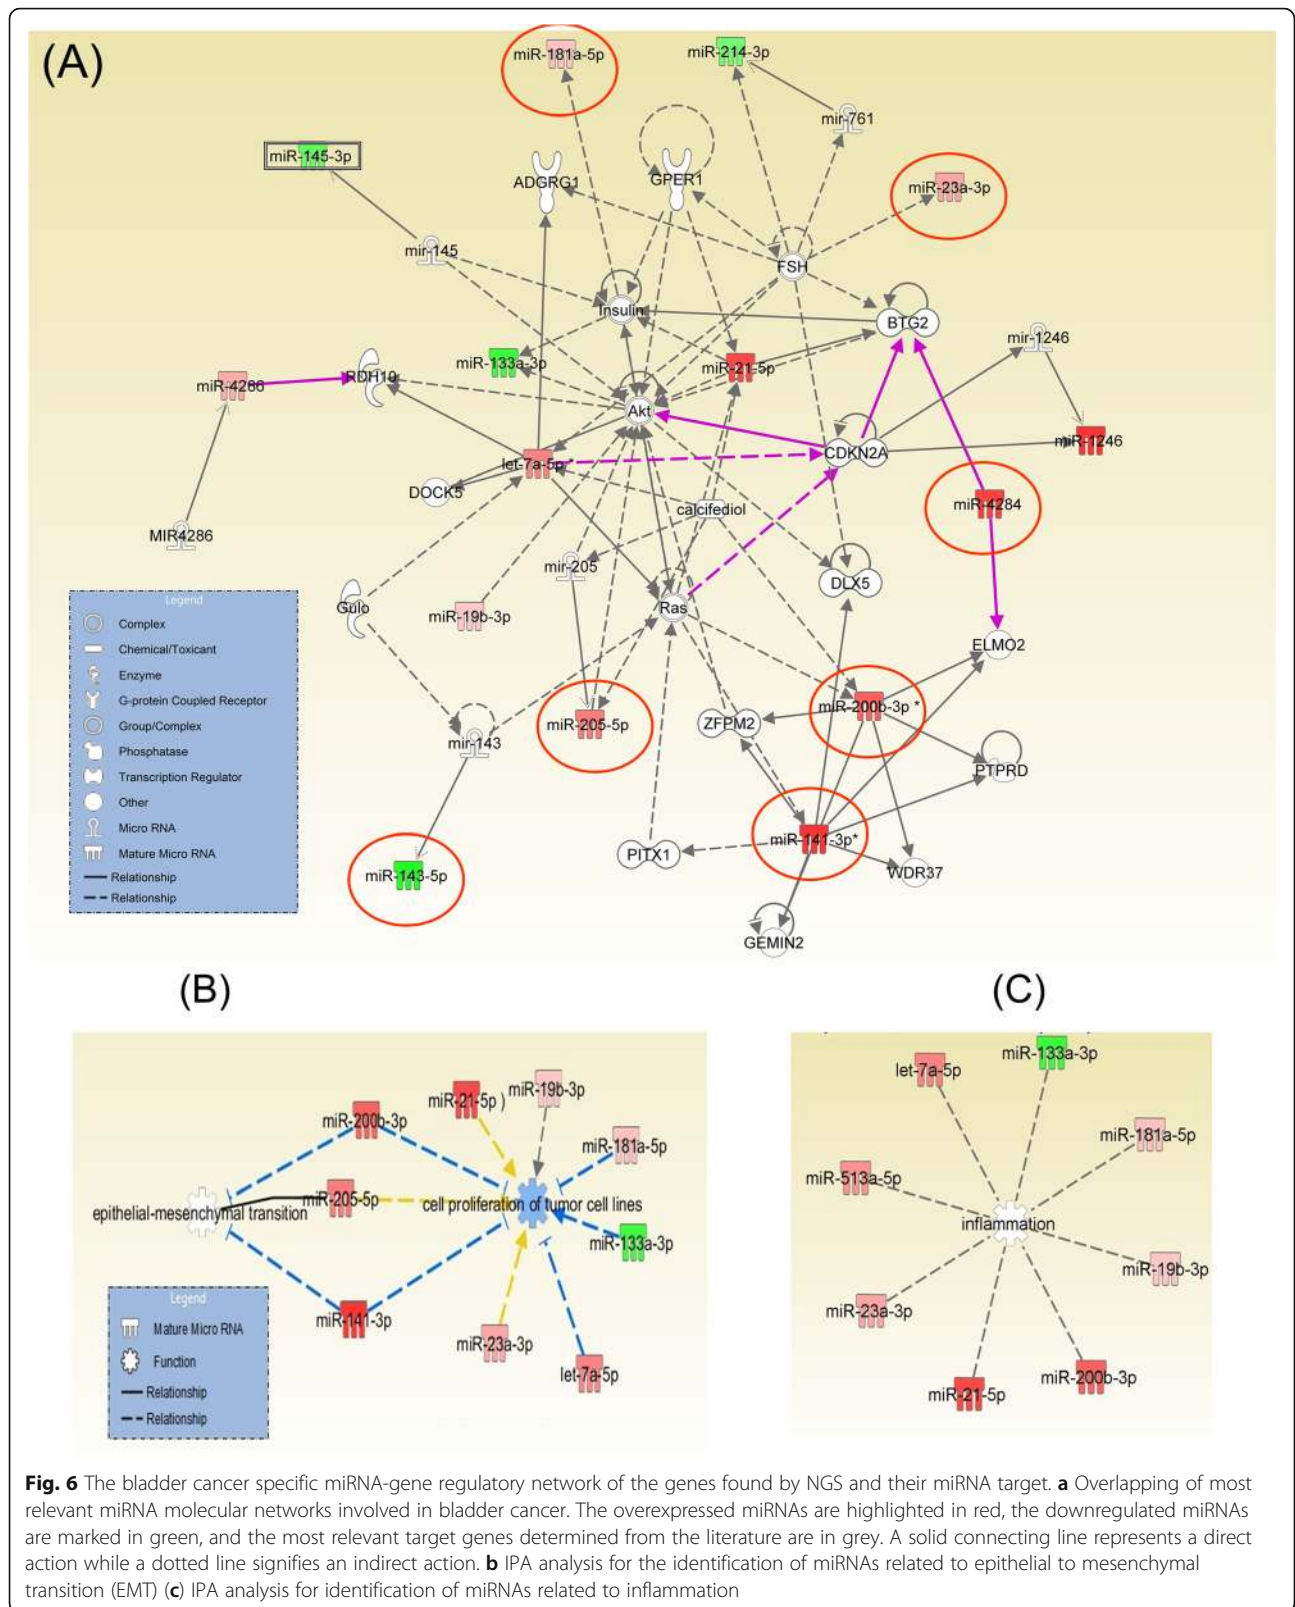 (A)
miR-181a-5p
miR-214-3p
mir-761
miR-145-3p
ADGRG1
GPER1
miR-23a-3p
mir-145
FSH
Insulin
BTG2
mir-1246
miR-133a-3p
miR-21-5p
miR-4286
RDH10
Akt
miR-1246
CDKN2A
let-7a-5p*
DOCK5
miR-4284
calcifediol
MIR4286
mir-205
DLX5
Gulo
miR-19b-3p
Ras
ELMO2
miR-200b-3p *
miR-205-5p
ZFPM2
mir-143
PTPRD
miR-141-3p*
PITX1
WDR37
miR-143-5p
GEMIN2
Legend
Complex
Chemical/Toxicant
Enzyme
G-protein Coupled Receptor
Group/Complex
Phosphatase
Transcription Regulator
Other
Micro RNA
Mature Micro RNA
Relationship
Relationship
(B)
miR-21-5p )
miR-19b-3p
miR-200b-3p
miR-181a-5p
miR-205-5p
epithelial-mesenchymal transition
cell proliferation of tumor cell lines
miR-133a-3p
miR-141-3p
miR-23a-3p
let-7a-5p
Legend
Mature Micro RNA
Function
Relationship
Relationship
(C)
miR-133a-3p
let-7a-5p
miR-181a-5p
miR-513a-5p
inflammation
miR-19b-3p
miR-23a-3p
miR-200b-3p
miR-21-5p
Fig. 6 The bladder cancer specific miRNA-gene regulatory network of the genes found by NGS and their miRNA target. a Overlapping of most
relevant miRNA molecular networks involved in bladder cancer. The overexpressed miRNAs are highlighted in red, the downregulated miRNAs
are marked in green, and the most relevant target genes determined from the literature are in grey. A solid connecting line represents a direct
action while a dotted line signifies an indirect action. b IPA analysis for the identification of miRNAs related to epithelial to mesenchymal
transition (EMT) (c) IPA analysis for identification of miRNAs related to inflammation